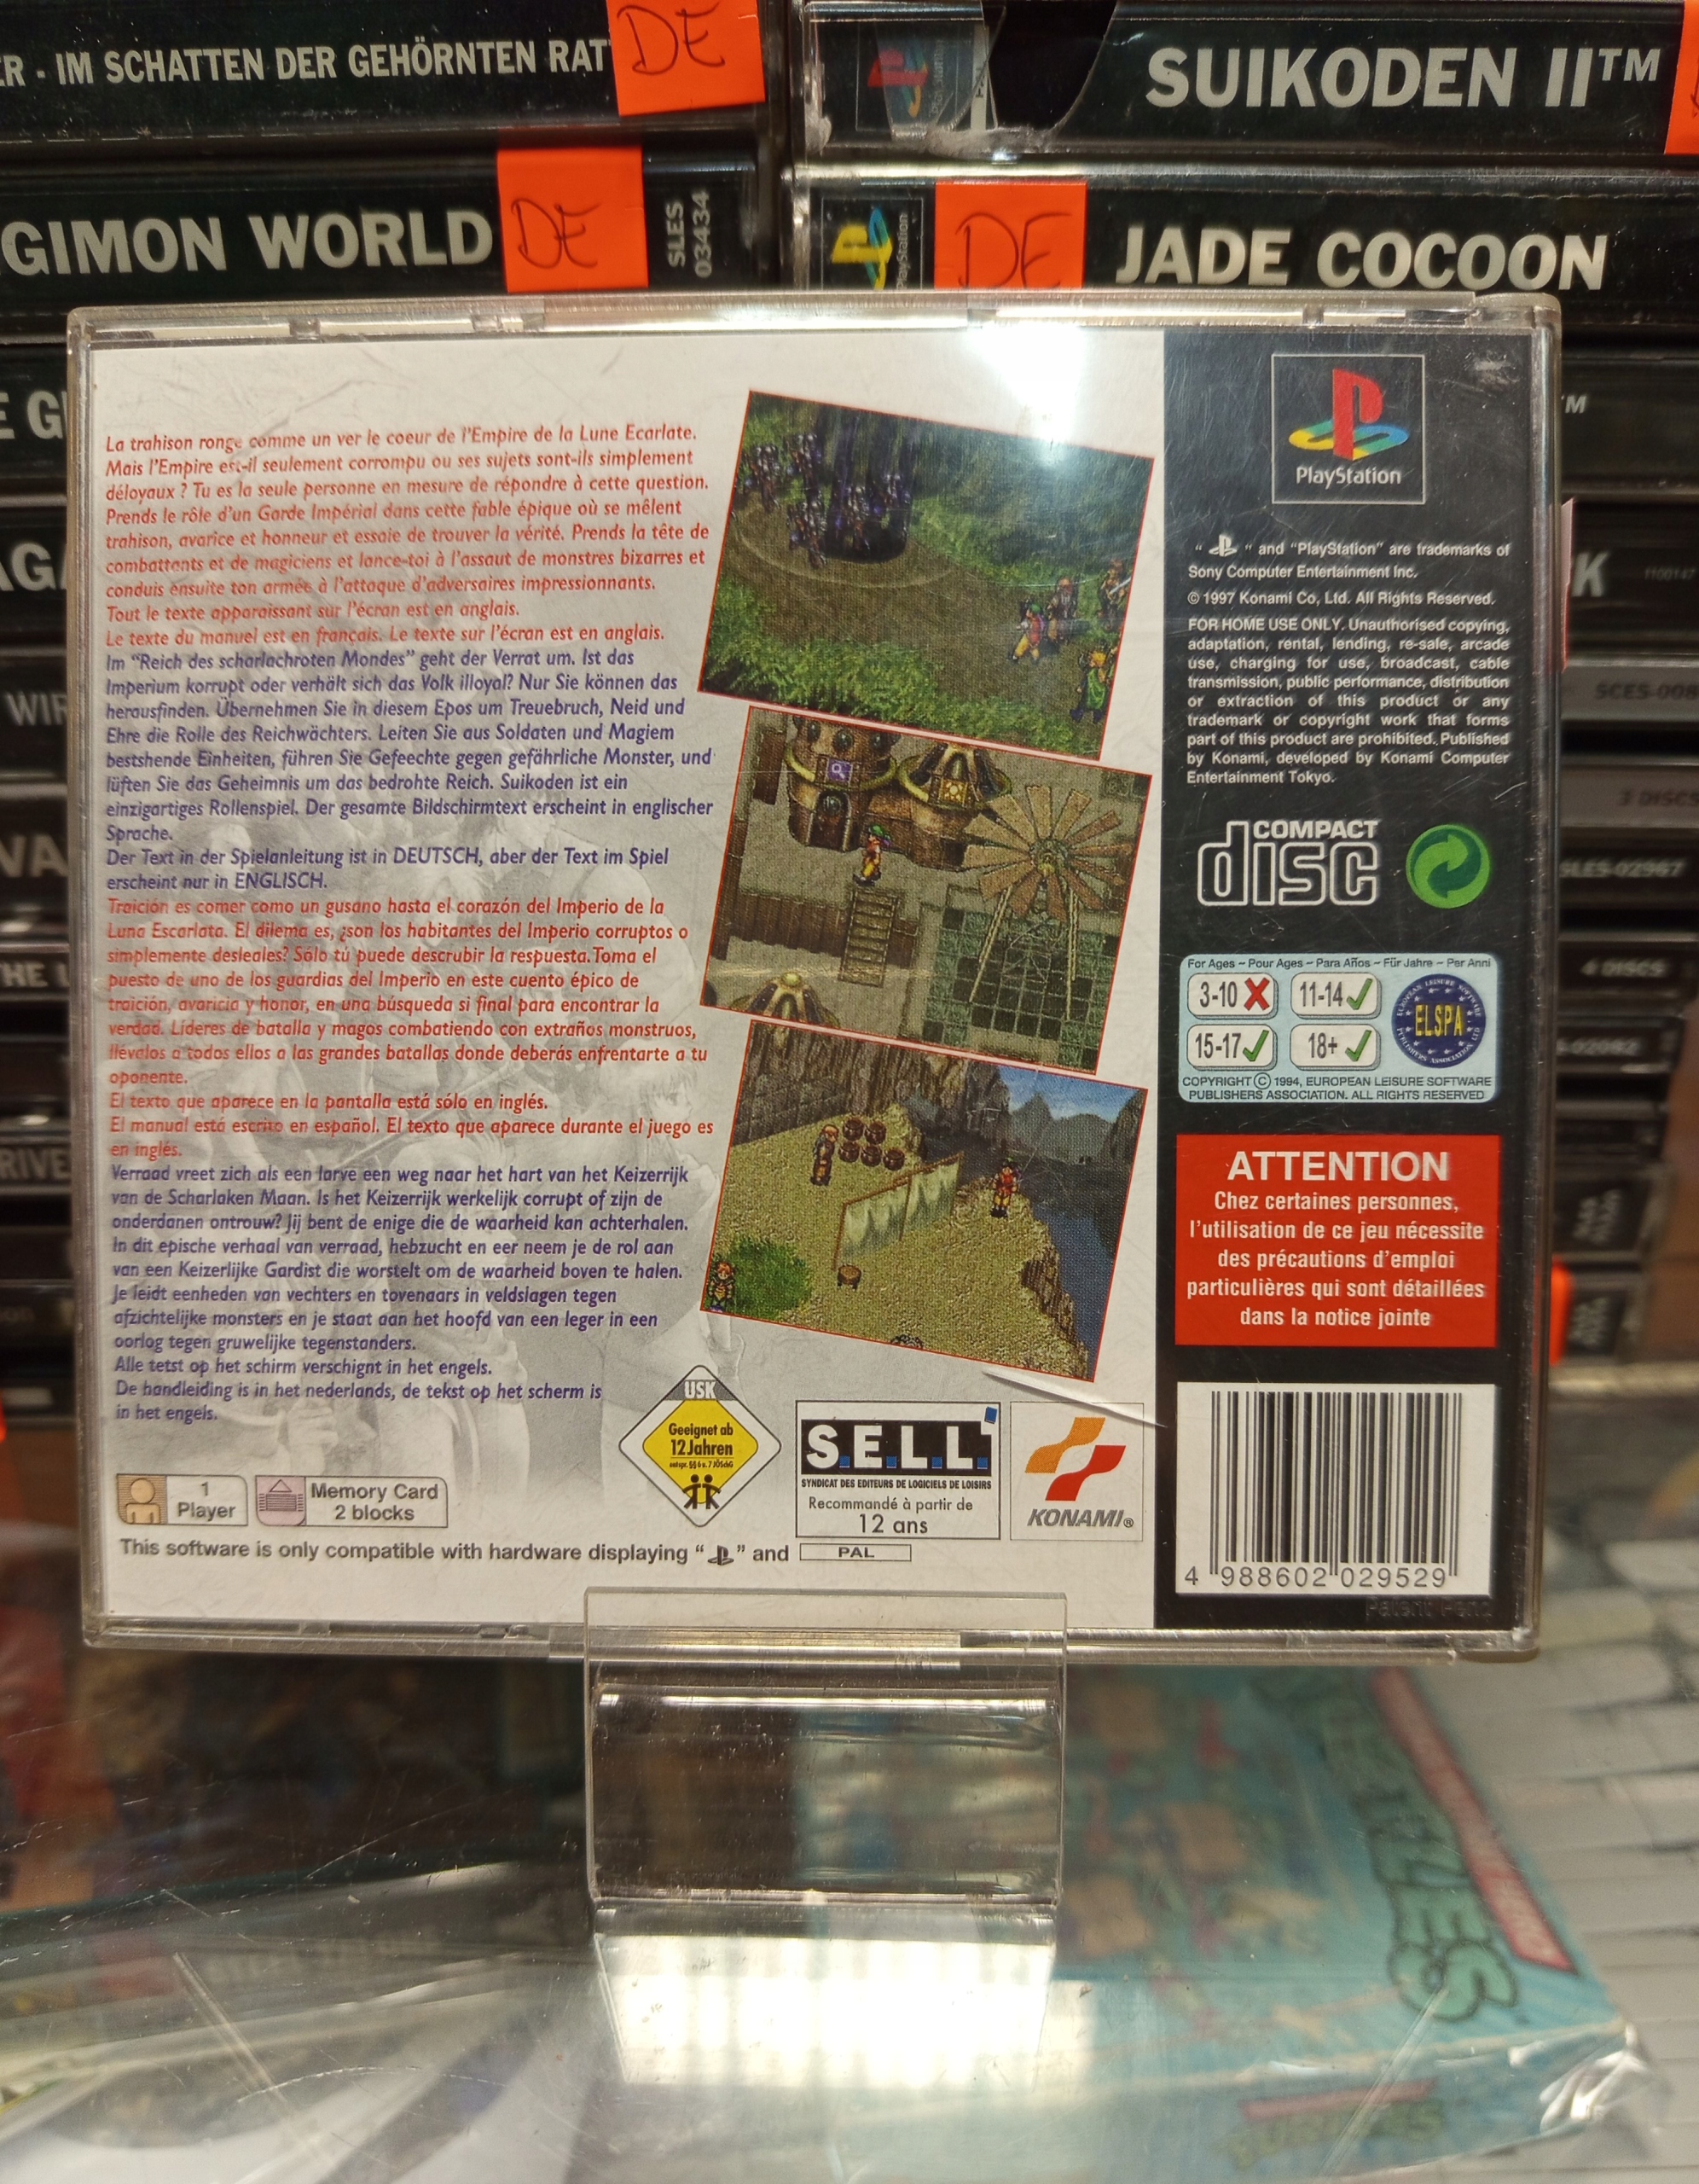 R - IM SCHATTEN DER GEHÖRNTEN
DE
SUIKODEN II™
GIMON WORLD
DE
SLES
03434
PlayStation
DE
JADE COCOON
La trahison ronge comme un ver le coeur de l'Empire de la Lune Ecarlate.
Mais l'Empire est-il seulement corrompu ou ses sujets sont-ils simplement
déloyaux ? Tu es la seule personne en mesure de répondre à cette question.
Prends le rôle d'un Garde Impérial dans cette fable épique où se mêlent
trahison, avarice et honneur et essaie de trouver la vérité. Prends la tête de
combattants et de magiciens et lance-toi à l'assaut de monstres bizarres et
conduis ensuite ton armée à l'attaque d'adversaires impressionnants.
Tout le texte apparaissant sur l'écran est en anglais.
Le texte du manuel est en français. Le texte sur l'écran est en anglais.
Im "Reich des scharlachroten Mondes" geht der Verrat um. Ist das
Imperium korrupt oder verhält sich das Volk illoyal? Nur Sie können das
herausfinden. Übernehmen Sie in diesem Epos um Treuebruch, Neid und
Ehre die Rolle des Reichwächters. Leiten Sie aus Soldaten und Magiem
bestshende Einheiten, führen Sie Gefeechte gegen gefährliche Monster, und
lüften Sie das Geheimnis um das bedrohte Reich. Suikoden ist ein
einzigartiges Rollenspiel. Der gesamte Bildschirmtext erscheint in englischer
Sprache.
Der Text in der Spielanleitung ist in DEUTSCH, aber der Text im Spiel
erscheint nur in ENGLISCH.
Traición es comer como un gusano hasta el corazón del Imperio de la
Luna Escarlata. El dilema es, ¿son los habitantes del Imperio corruptos o
simplemente desleales? Sólo tú puede descrubir la respuesta. Toma el
puesto de uno de los guardias del Imperio en este cuento épico de
traición, avaricia y honor, en una búsqueda si final para encontrar la
verdad. Líderes de batalla y magos combatiendo con extraños monstruos,
llévalos a todos ellos a las grandes batallas donde deberás enfrentarte a tu
oponente.
El texto que aparece en la pantalla está sólo en inglés.
El manual está escrito en español. El texto que aparece durante el juego es
en inglés.
Verraad vreet zich als een larve een weg naar het hart van het Keizerrijk
van de Scharlaken Maan. Is het Keizerrijk werkelijk corrupt of zijn de
onderdanen ontrouw? Jij bent de enige die de waarheid kan achterhalen.
In dit epische verhaal van verraad, hebzucht en eer neem je de rol aan
van een Keizerlijke Gardist die worstelt om de waarheid boven te halen.
Je leidt eenheden van vechters en tovenaars in veldslagen tegen
afzichtelijke monsters en je staat aan het hoofd van een leger in een
oorlog tegen gruwelijke tegenstanders.
Alle tetst op het schirm verschignt in het engels.
De handleiding is in het nederlands, de tekst op het scherm is
in het engels.
1
Player
Memory Card
2 blocks
This software is only compatible with hardware displaying " " and PAL
USK
Geeignet ab
12 Jahren
S.E.L.L.
SYNDICAT DES EDITEURS DE LOGICIELS DE LOISIRS
Recommandé à partir de
12 ans
KONAMI®
PlayStation
" " and "PlayStation" are trademarks of
Sony Computer Entertainment Inc.
© 1997 Konami Co, Ltd. All Rights Reserved.
FOR HOME USE ONLY. Unauthorised copying,
adaptation, rental, lending, re-sale, arcade
use, charging for use, broadcast, cable
transmission, public performance, distribution
or extraction of this product or any
trademark or copyright work that forms
part of this product are prohibited. Published
by Konami, developed by Konami Computer
Entertainment Tokyo.
COMPACT
disc
For Ages ~ Pour Ages ~ Para Años ~ Für Jahre ~ Per Anni
3-10 11-14
15-17 18+
ELSPA
COPYRIGHT © 1994, EUROPEAN LEISURE SOFTWARE
PUBLISHERS ASSOCIATION. ALL RIGHTS RESERVED
ATTENTION
Chez certaines personnes,
l'utilisation de ce jeu nécessite
des précautions d'emploi
particulières qui sont détaillées
dans la notice jointe
4 988602 029529
3 DISCS
SLES-02967
4 DISCS